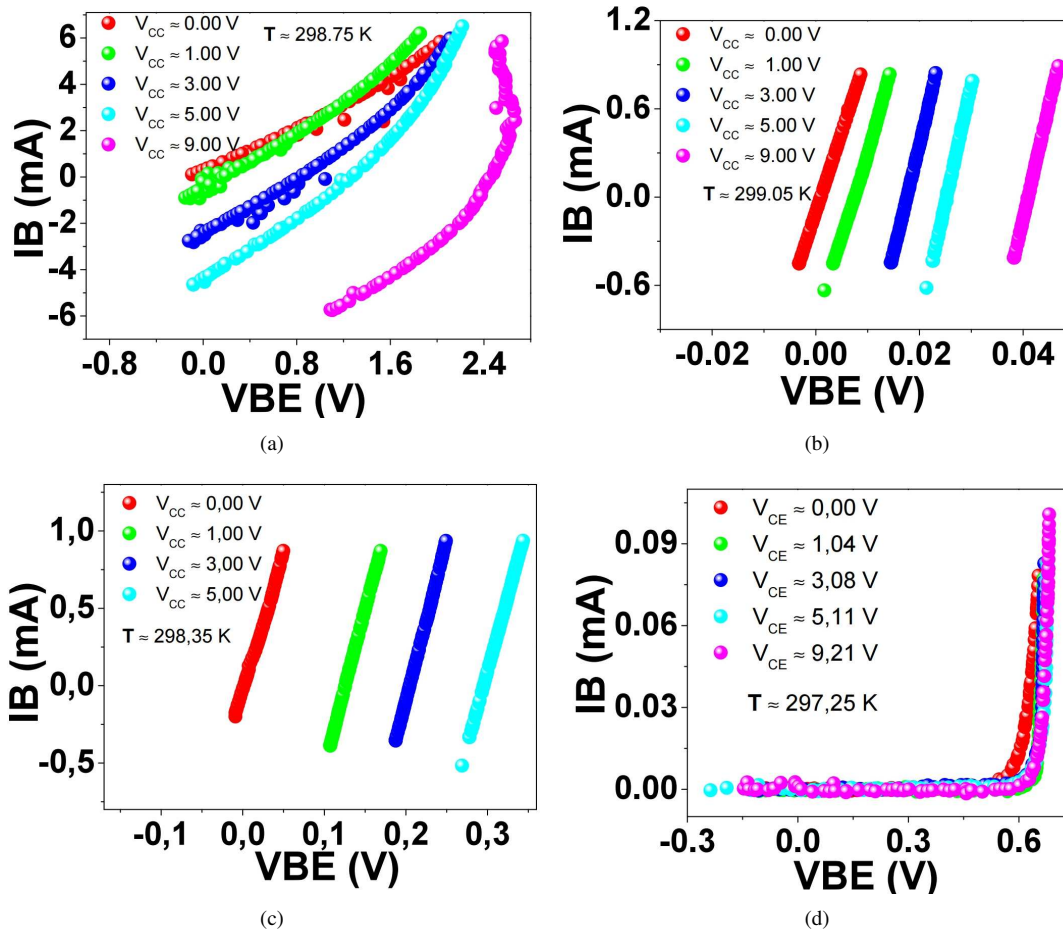 V_CC ≈ 0.00 V
V_CC ≈ 1.00 V
V_CC ≈ 3.00 V
V_CC ≈ 5.00 V
V_CC ≈ 9.00 V
T ≈ 298.75 K
6
4
2
0
-2
-4
-6
IB (mA)
-0.8 0.0 0.8 1.6 2.4
VBE (V)
(a)
V_CC ≈ 0.00 V
V_CC ≈ 1.00 V
V_CC ≈ 3.00 V
V_CC ≈ 5.00 V
V_CC ≈ 9.00 V
T ≈ 299.05 K
1.2
0.6
0.0
-0.6
IB (mA)
-0.02 0.00 0.02 0.04
VBE (V)
(b)
V_CC ≈ 0,00 V
V_CC ≈ 1,00 V
V_CC ≈ 3,00 V
V_CC ≈ 5,00 V
T ≈ 298,35 K
1,0
0,5
0,0
-0,5
IB (mA)
-0,1 0,0 0,1 0,2 0,3
VBE (V)
(c)
V_CE ≈ 0,00 V
V_CE ≈ 1,04 V
V_CE ≈ 3,08 V
V_CE ≈ 5,11 V
V_CE ≈ 9,21 V
T ≈ 297,25 K
0.09
0.06
0.03
0.00
IB (mA)
-0.3 0.0 0.3 0.6
VBE (V)
(d)